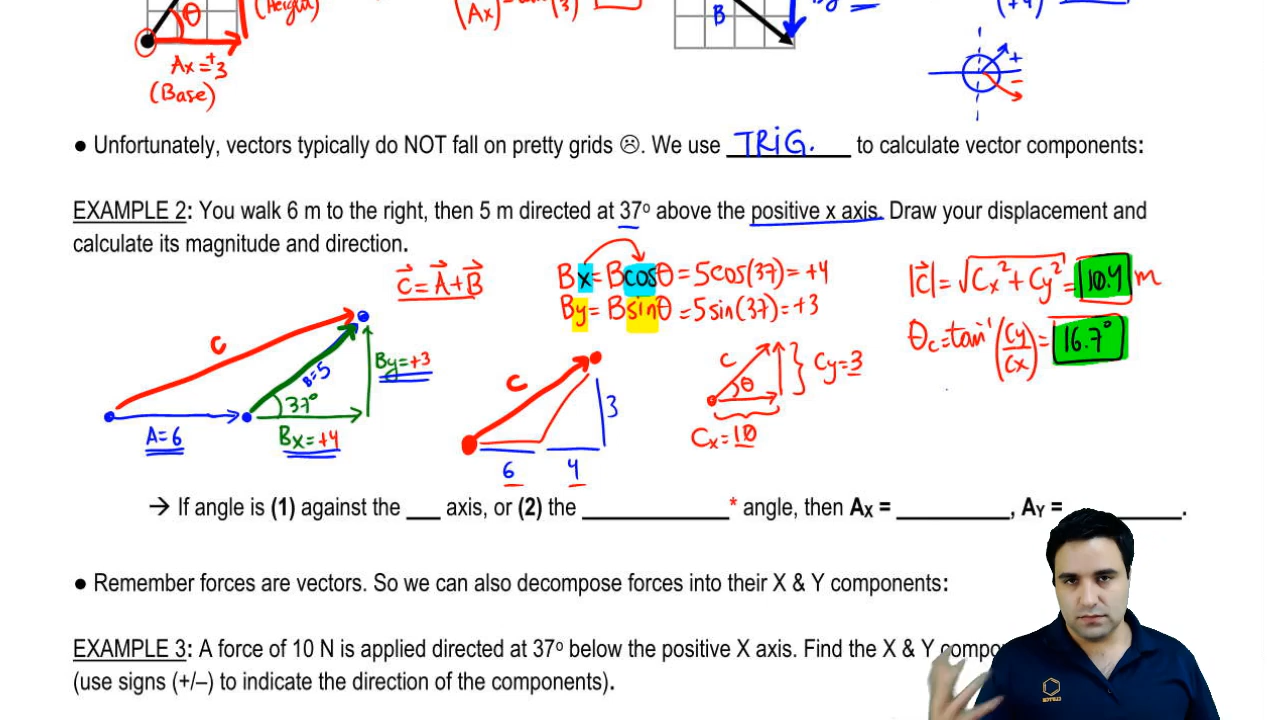 θ
(Height)
Ax=+3
(Base)
(Ax)
(3)
B
(+4)
+
−
● Unfortunately, vectors typically do NOT fall on pretty grids ☹. We use TRiG. to calculate vector components:
EXAMPLE 2: You walk 6 m to the right, then 5 m directed at 37° above the positive x axis. Draw your displacement and
calculate its magnitude and direction.
C⃗=A⃗+B⃗
Bx=Bcosθ=5cos(37)=+4
By=Bsinθ=5sin(37)=+3
|C⃗|=√Cx²+Cy²=10.4 m
θc=tan⁻¹(Cy/Cx)=16.7°
C
B=5
37°
By=+3
A=6
Bx=+4
C
3
6 4
C
θ
Cy=3
Cx=10
→ If angle is (1) against the ___ axis, or (2) the ____________* angle, then Ax = _________, Ay = _________.
● Remember forces are vectors. So we can also decompose forces into their X & Y components:
EXAMPLE 3: A force of 10 N is applied directed at 37° below the positive X axis. Find the X & Y compo
(use signs (+/–) to indicate the direction of the components).